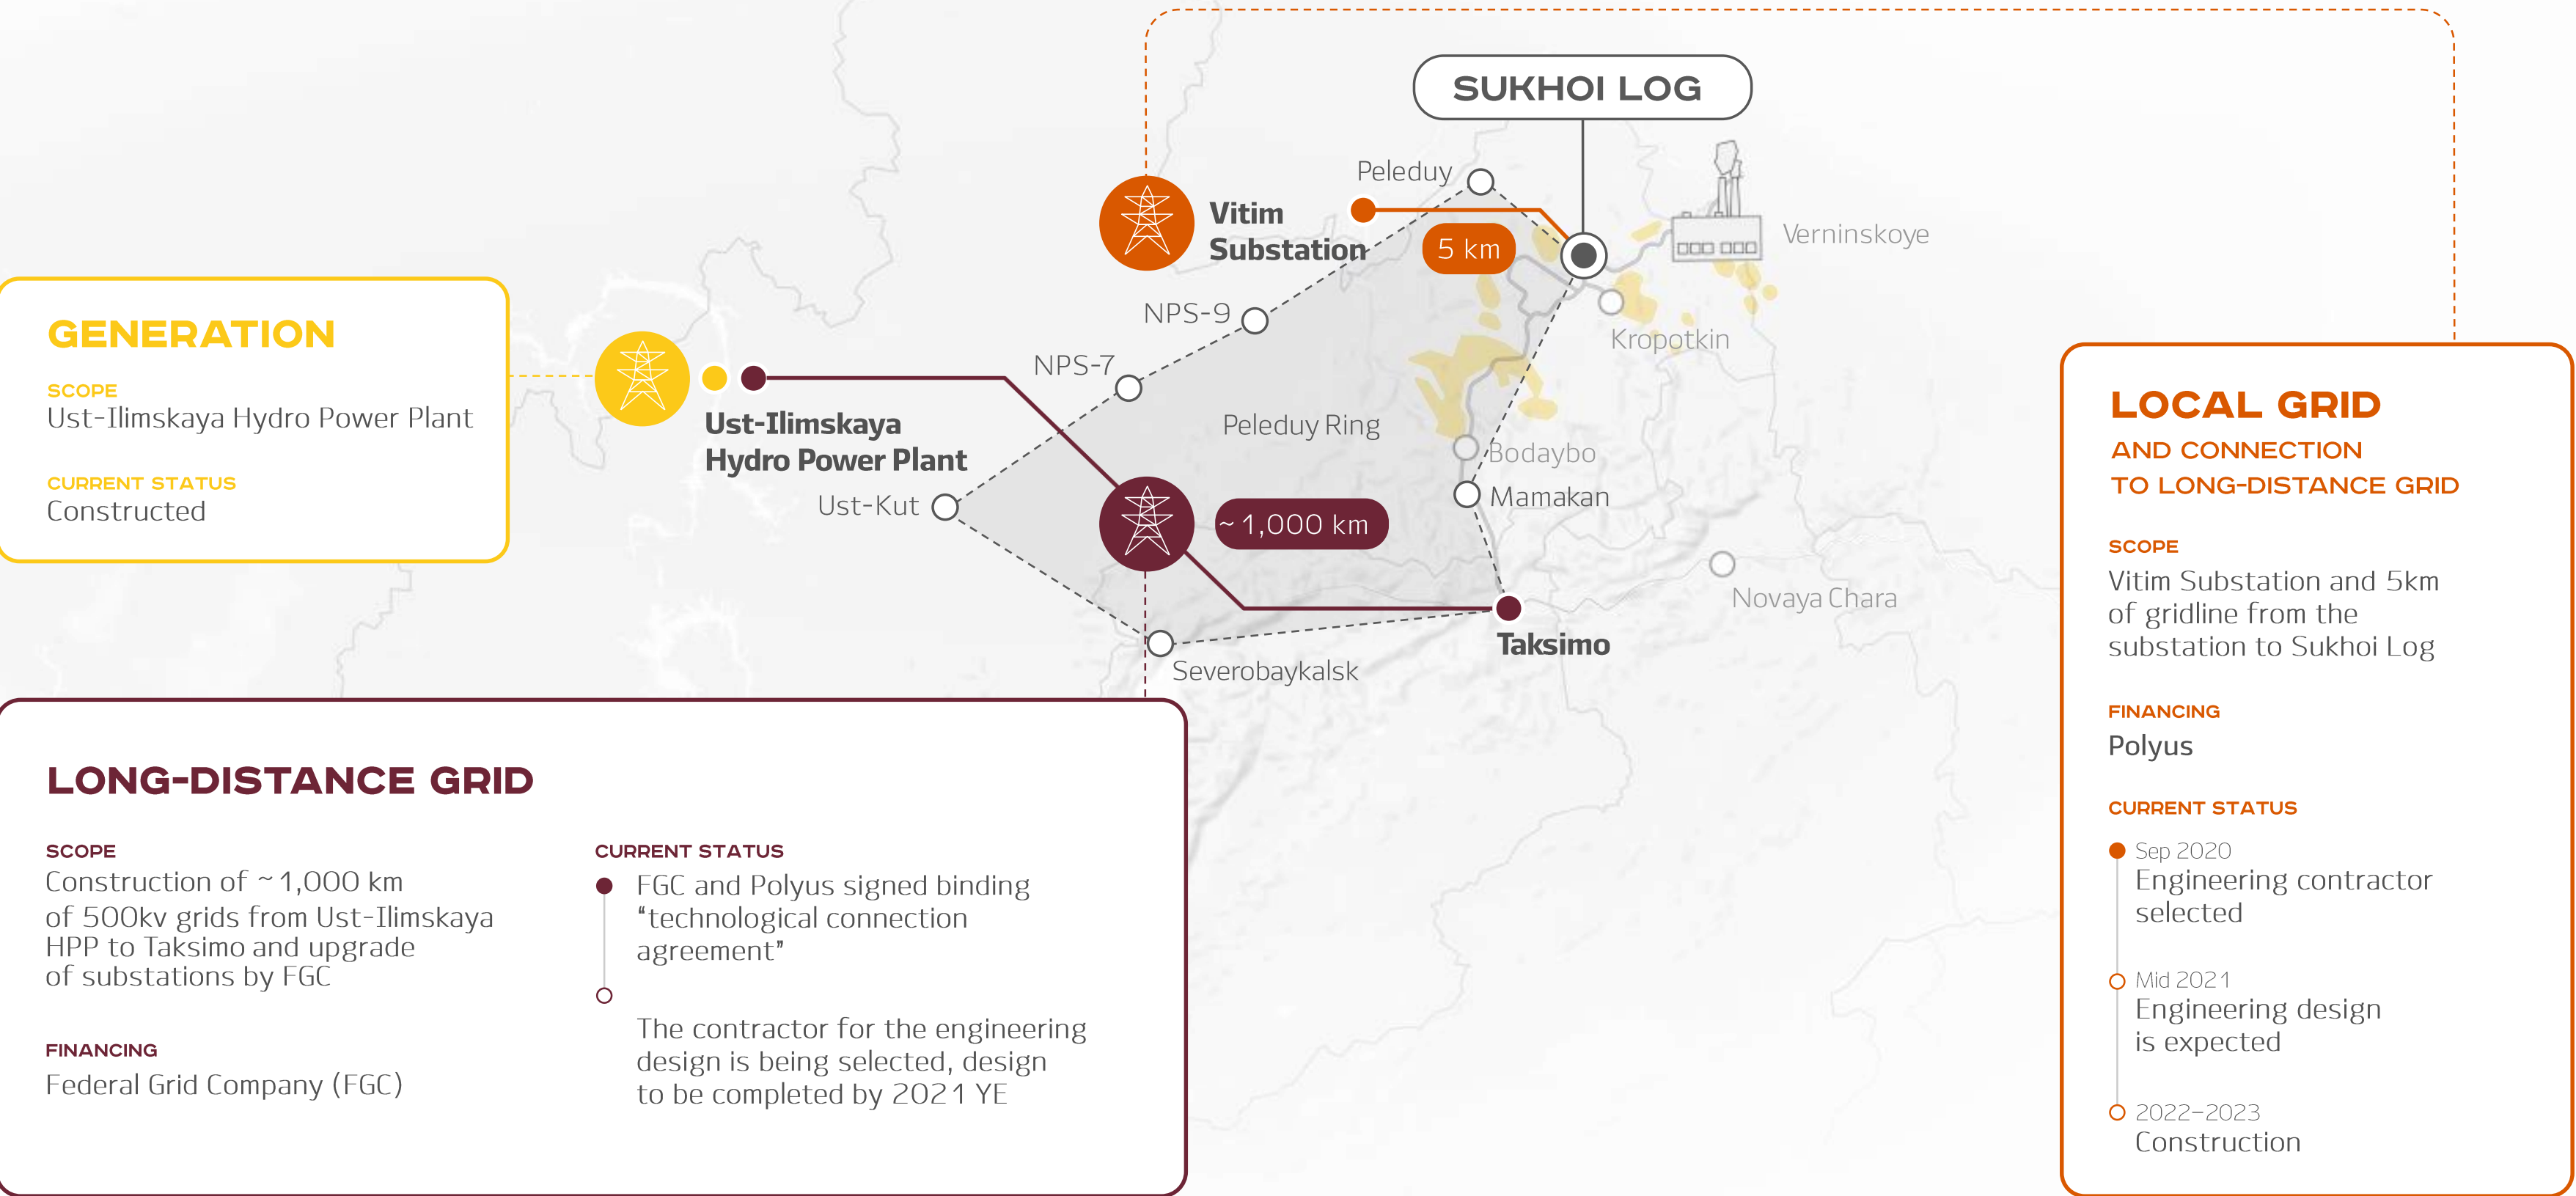 SUKHOI LOG
Peleduy
Vitim
Substation
5 km
Verninskoye
NPS-9
Kropotkin
NPS-7
Peleduy Ring
Ust-Ilimskaya
Hydro Power Plant
Ust-Kut
Bodaybo
Mamakan
~1,000 km
Novaya Chara
Taksimo
Severobaykalsk
GENERATION
SCOPE
Ust-Ilimskaya Hydro Power Plant
CURRENT STATUS
Constructed
LONG-DISTANCE GRID
SCOPE
Construction of ~1,000 km
of 500kv grids from Ust-Ilimskaya
HPP to Taksimo and upgrade
of substations by FGC
FINANCING
Federal Grid Company (FGC)
CURRENT STATUS
FGC and Polyus signed binding
“technological connection
agreement”
The contractor for the engineering
design is being selected, design
to be completed by 2021 YE
LOCAL GRID
AND CONNECTION
TO LONG-DISTANCE GRID
SCOPE
Vitim Substation and 5km
of gridline from the
substation to Sukhoi Log
FINANCING
Polyus
CURRENT STATUS
Sep 2020
Engineering contractor
selected
Mid 2021
Engineering design
is expected
2022–2023
Construction